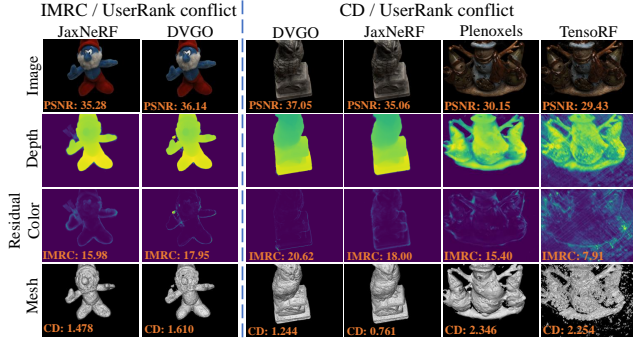 IMRC / UserRank conflict
CD / UserRank conflict
JaxNeRF
DVGO
DVGO
JaxNeRF
Plenoxels
TensoRF
Image
PSNR: 35.28
PSNR: 36.14
PSNR: 37.05
PSNR: 35.06
PSNR: 30.15
PSNR: 29.43
Depth
Residual
Color
IMRC: 15.98
IMRC: 17.95
IMRC: 20.62
IMRC: 18.00
IMRC: 15.40
IMRC: 7.91
Mesh
CD: 1.478
CD: 1.610
CD: 1.244
CD: 0.761
CD: 2.346
CD: 2.254